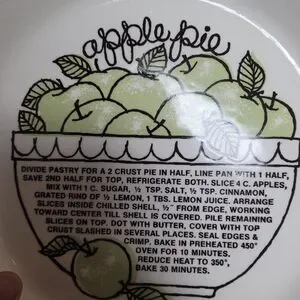 apple pie
DIVIDE PASTRY FOR A 2 CRUST PIE IN HALF, LINE PAN WITH 1 HALF,
SAVE 2ND HALF FOR TOP, REFRIGERATE BOTH. SLICE 4 C. APPLES,
MIX WITH 1 C. SUGAR, ½ TSP. SALT, ½ TSP. CINNAMON,
GRATED RIND OF ½ LEMON, 1 TBS. LEMON JUICE. ARRANGE
SLICES INSIDE CHILLED SHELL, ½" FROM EDGE, WORKING
TOWARD CENTER TILL SHELL IS COVERED. PILE REMAINING
SLICES ON TOP. DOT WITH BUTTER, COVER WITH TOP
CRUST SLASHED IN SEVERAL PLACES. SEAL EDGES &
CRIMP. BAKE IN PREHEATED 450°
OVEN FOR 10 MINUTES.
REDUCE HEAT TO 350°,
BAKE 30 MINUTES.